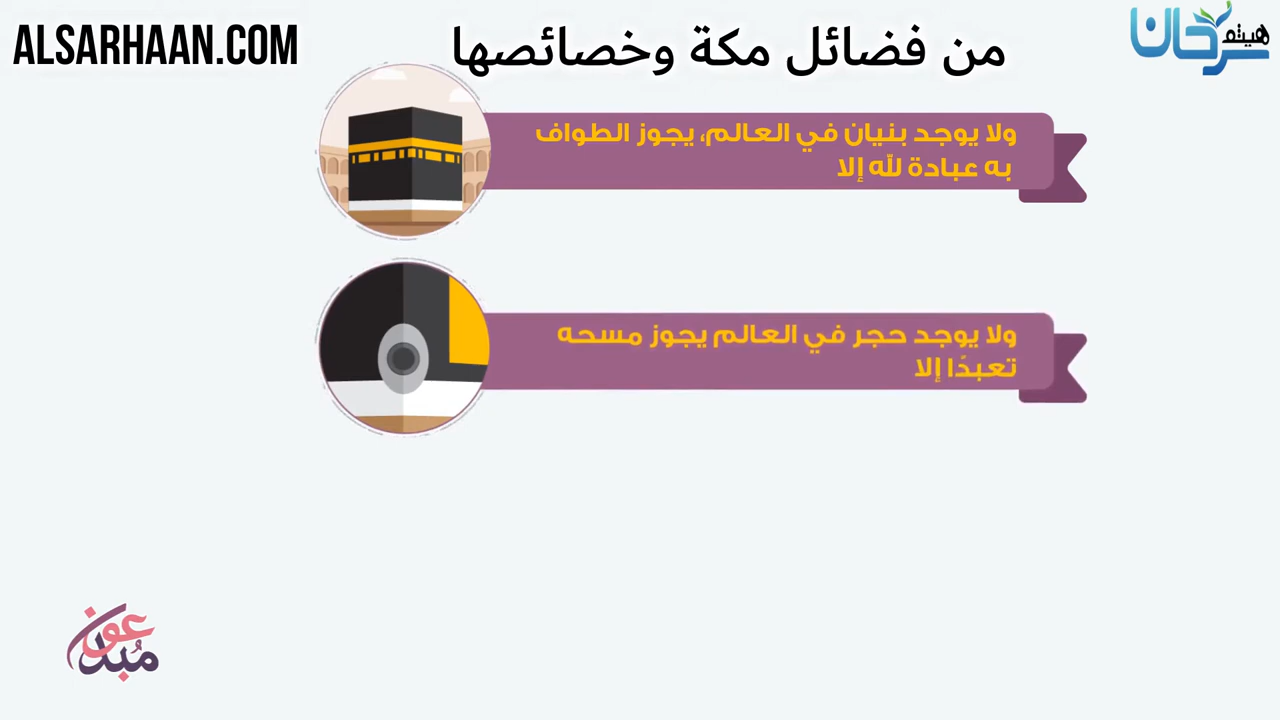 ALSARHAAN.COM
من فضائل مكة وخصائصها
هيثم سرحان
ولا يوجد بنيان في العالم، يجوز الطواف
به عبادة لله إلا
ولا يوجد حجر في العالم يجوز مسحه
تعبدًا إلا
مُبدعون